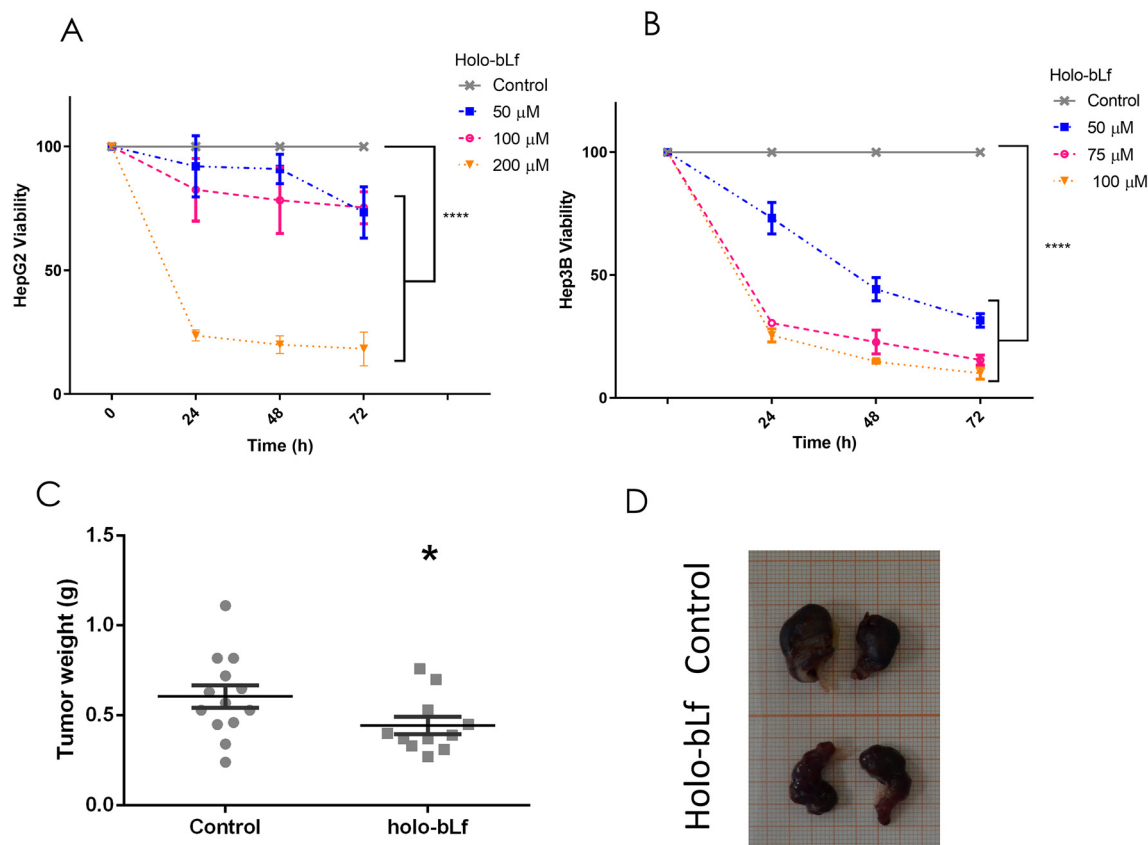 A
Holo-bLf
Control
50 µM
100 µM
200 µM
HepG2 Viability
100
50
0
****
0
24
48
72
Time (h)
B
Holo-bLf
Control
50 µM
75 µM
100 µM
Hep3B Viability
100
50
0
****
24
48
72
Time (h)
C
Tumor weight (g)
1.5
1.0
0.5
0.0
*
Control
holo-bLf
D
Control
Holo-bLf